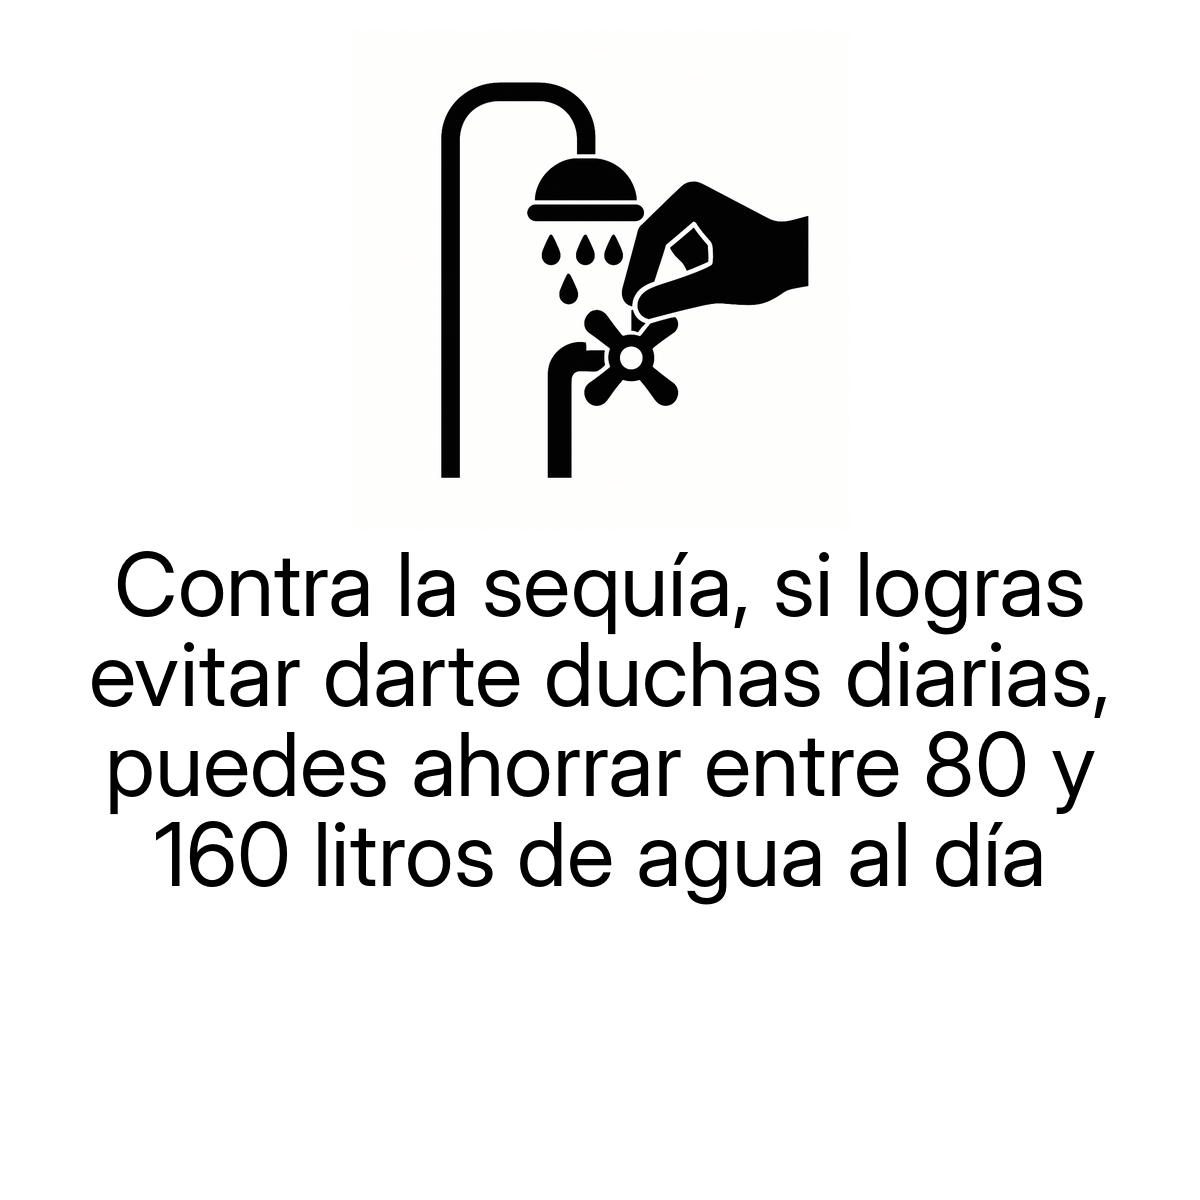 Contra la sequía, si logras
evitar darte duchas diarias,
puedes ahorrar entre 80 y
160 litros de agua al día